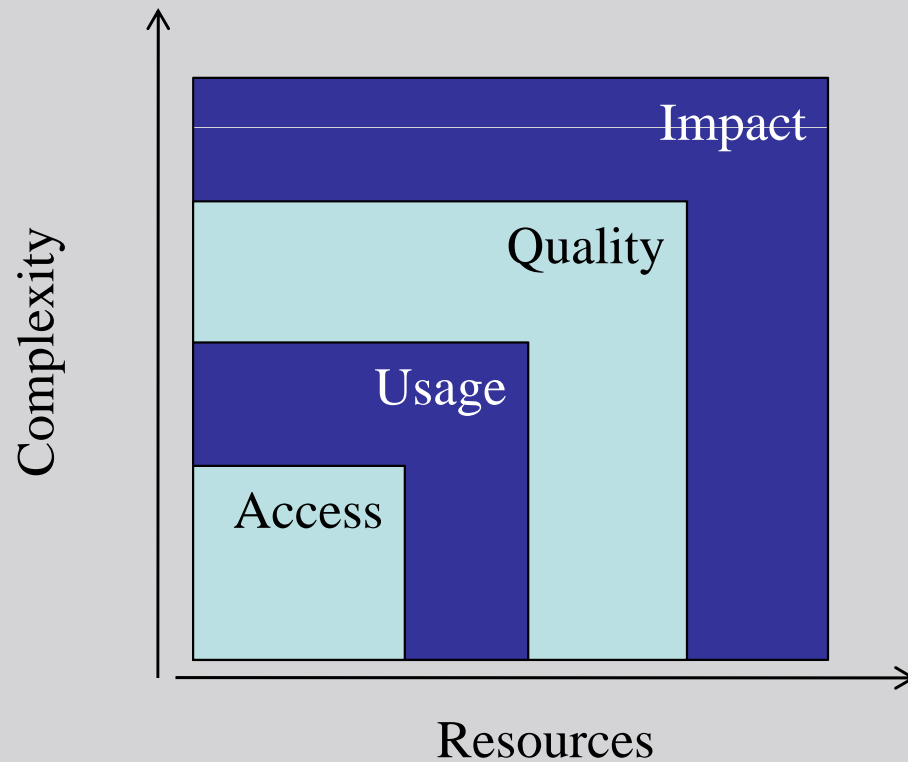 Impact
Quality
Complexity
Usage
Access
Resources